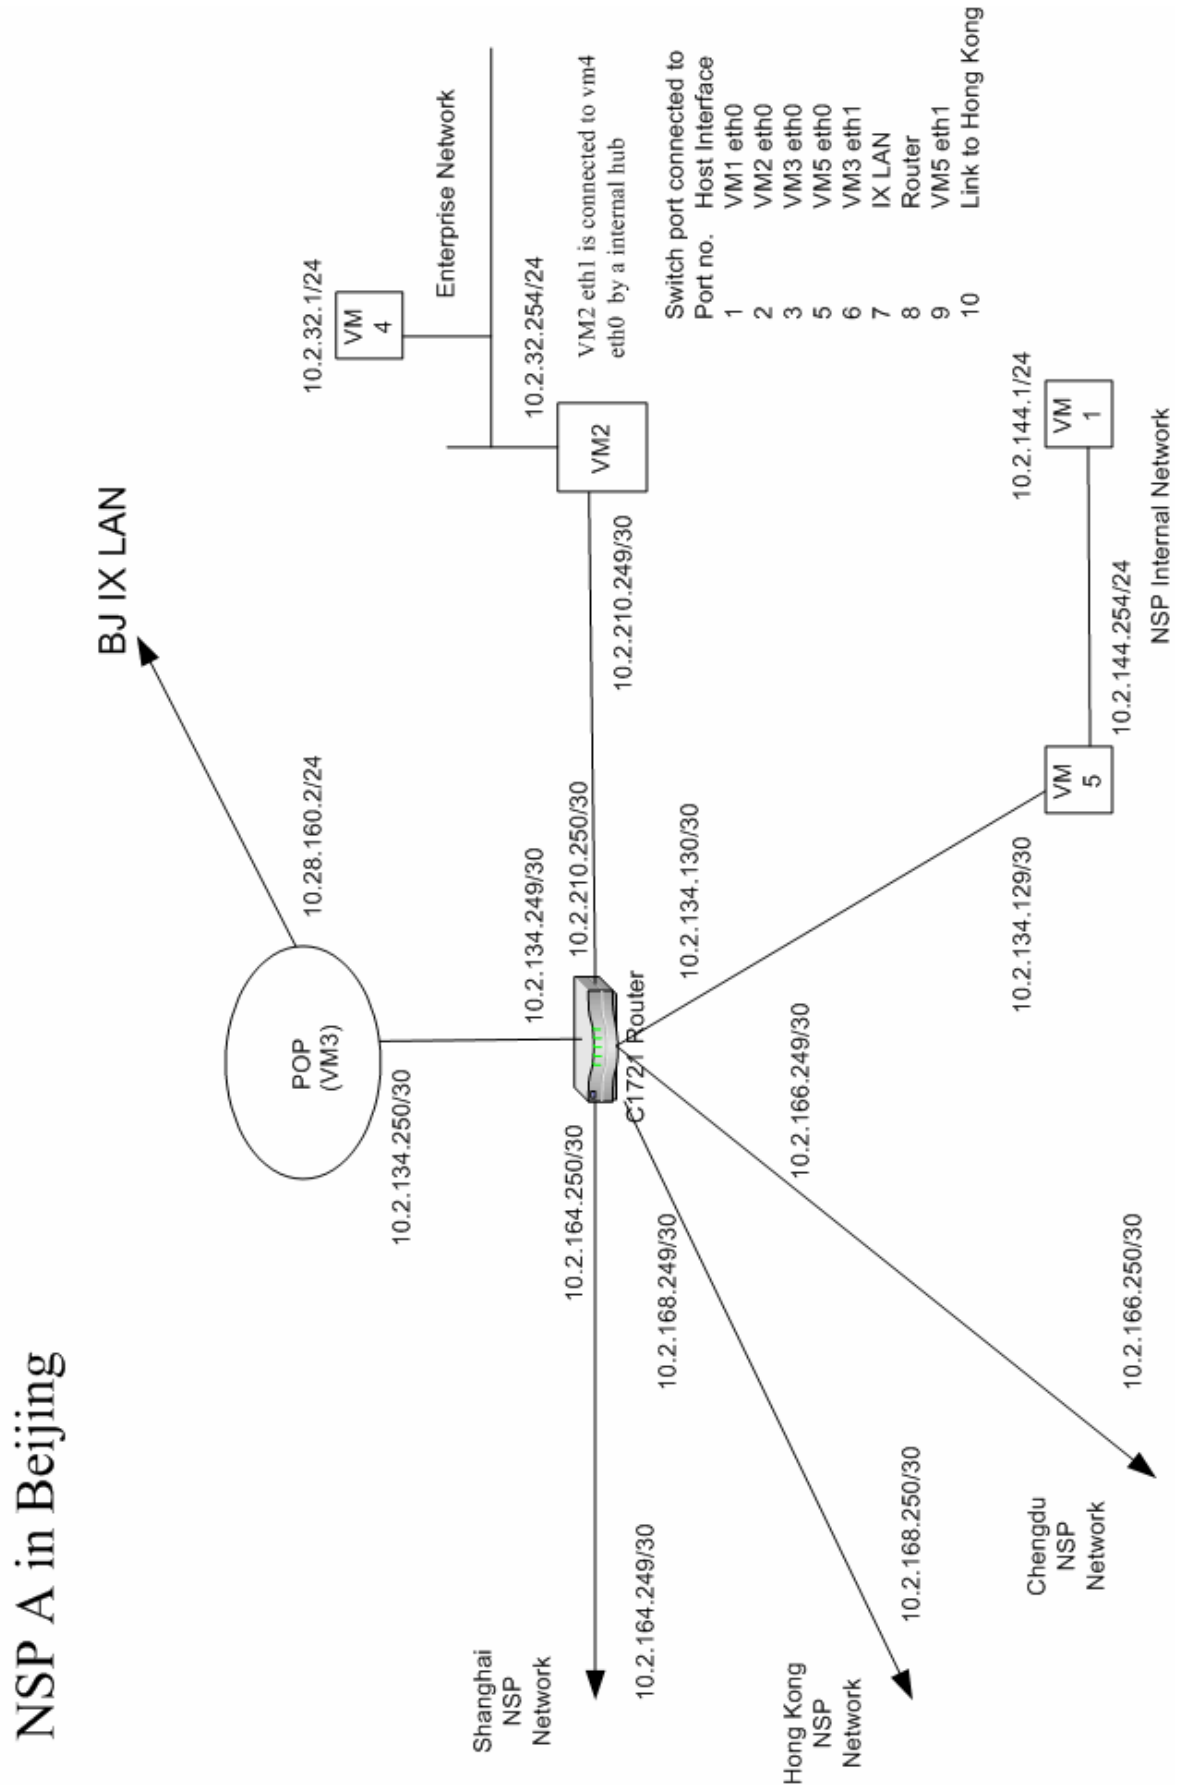 NSP A in Beijing
BJ IX LAN
10.28.160.2/24
POP
(VM3)
10.2.134.250/30
10.2.32.1/24
VM
4
Enterprise Network
10.2.32.254/24
VM2
VM2 eth1 is connected to vm4
eth0 by a internal hub
10.2.134.249/30
10.2.210.250/30
10.2.210.249/30
C1721 Router
10.2.134.130/30
Shanghai
NSP
Network
10.2.164.250/30
10.2.164.249/30
10.2.168.249/30
Hong Kong
NSP
Network
10.2.168.250/30
10.2.166.249/30
Chengdu
NSP
Network
10.2.166.250/30
10.2.134.129/30
VM
5
10.2.144.254/24
10.2.144.1/24
VM
1
NSP Internal Network
Switch port connected to
Port no. Host Interface
1 VM1 eth0
2 VM2 eth0
3 VM3 eth0
5 VM5 eth0
6 VM3 eth1
7 IX LAN
8 Router
9 VM5 eth1
10 Link to Hong Kong